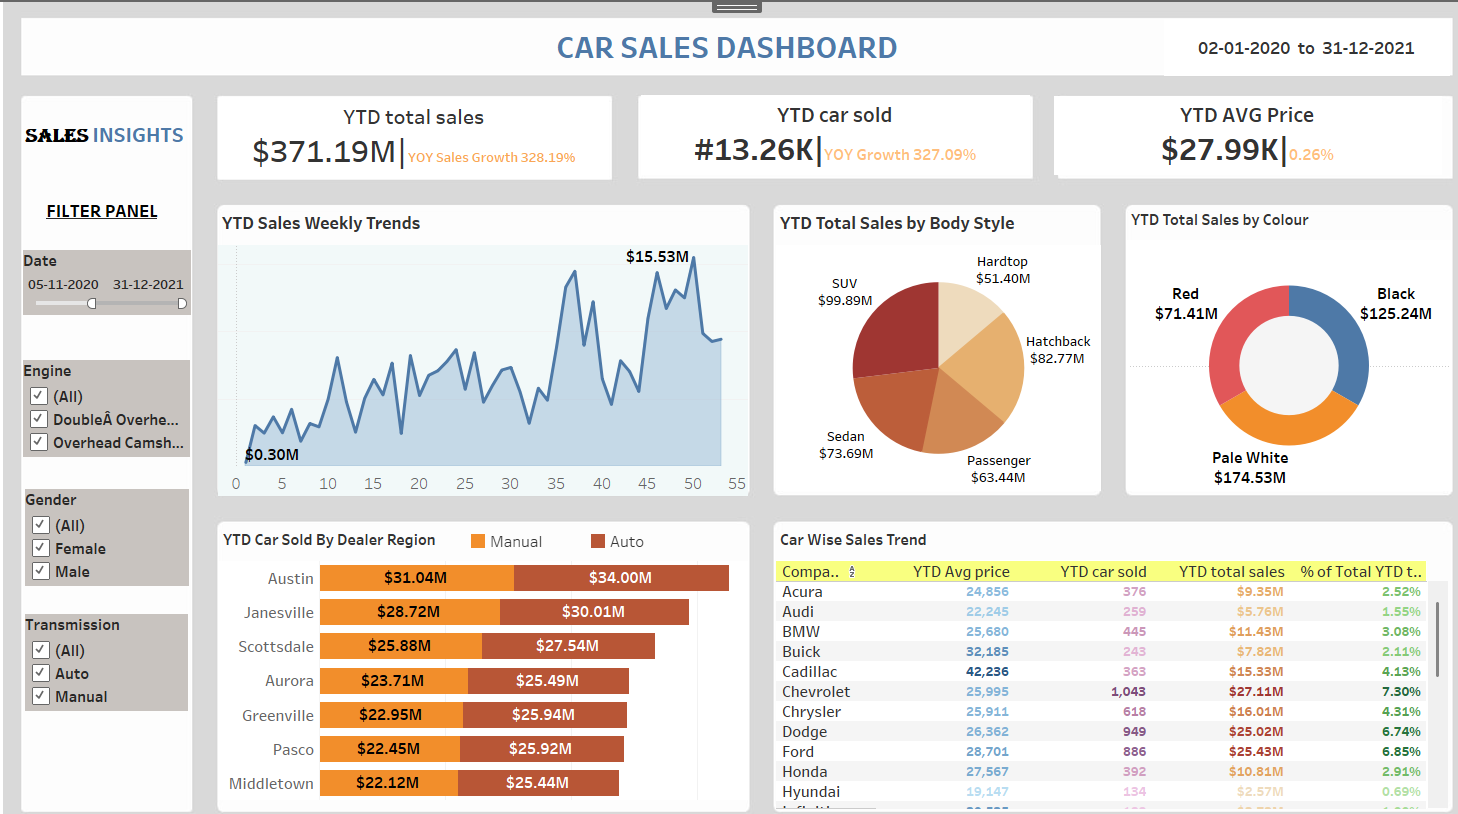 CAR SALES DASHBOARD
02-01-2020 to 31-12-2021
SALES INSIGHTS
FILTER PANEL
Date
05-11-2020 31-12-2021
Engine
(All)
DoubleÂ Overhe...
Overhead Camsh...
Gender
(All)
Female
Male
Transmission
(All)
Auto
Manual
YTD total sales
$371.19M|YOY Sales Growth 328.19%
YTD car sold
#13.26K|YOY Growth 327.09%
YTD AVG Price
$27.99K|0.26%
YTD Sales Weekly Trends
$15.53M
$0.30M
0 5 10 15 20 25 30 35 40 45 50 55
YTD Total Sales by Body Style
Hardtop
$51.40M
SUV
$99.89M
Hatchback
$82.77M
Sedan
$73.69M
Passenger
$63.44M
YTD Total Sales by Colour
Red
$71.41M
Black
$125.24M
Pale White
$174.53M
YTD Car Sold By Dealer Region
Manual Auto
Austin $31.04M $34.00M
Janesville $28.72M $30.01M
Scottsdale $25.88M $27.54M
Aurora $23.71M $25.49M
Greenville $22.95M $25.94M
Pasco $22.45M $25.92M
Middletown $22.12M $25.44M
Car Wise Sales Trend
Compa.. YTD Avg price YTD car sold YTD total sales % of Total YTD t..
Acura 24,856 376 $9.35M 2.52%
Audi 22,245 259 $5.76M 1.55%
BMW 25,680 445 $11.43M 3.08%
Buick 32,185 243 $7.82M 2.11%
Cadillac 42,236 363 $15.33M 4.13%
Chevrolet 25,995 1,043 $27.11M 7.30%
Chrysler 25,911 618 $16.01M 4.31%
Dodge 26,362 949 $25.02M 6.74%
Ford 28,701 886 $25.43M 6.85%
Honda 27,567 392 $10.81M 2.91%
Hyundai 19,147 134 $2.57M 0.69%